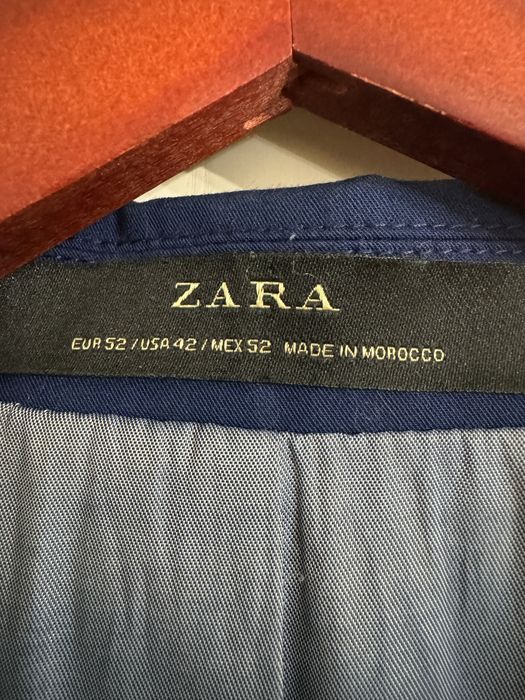 ZARA
EUR 52 / USA 42 / MEX 52 MADE IN MOROCCO